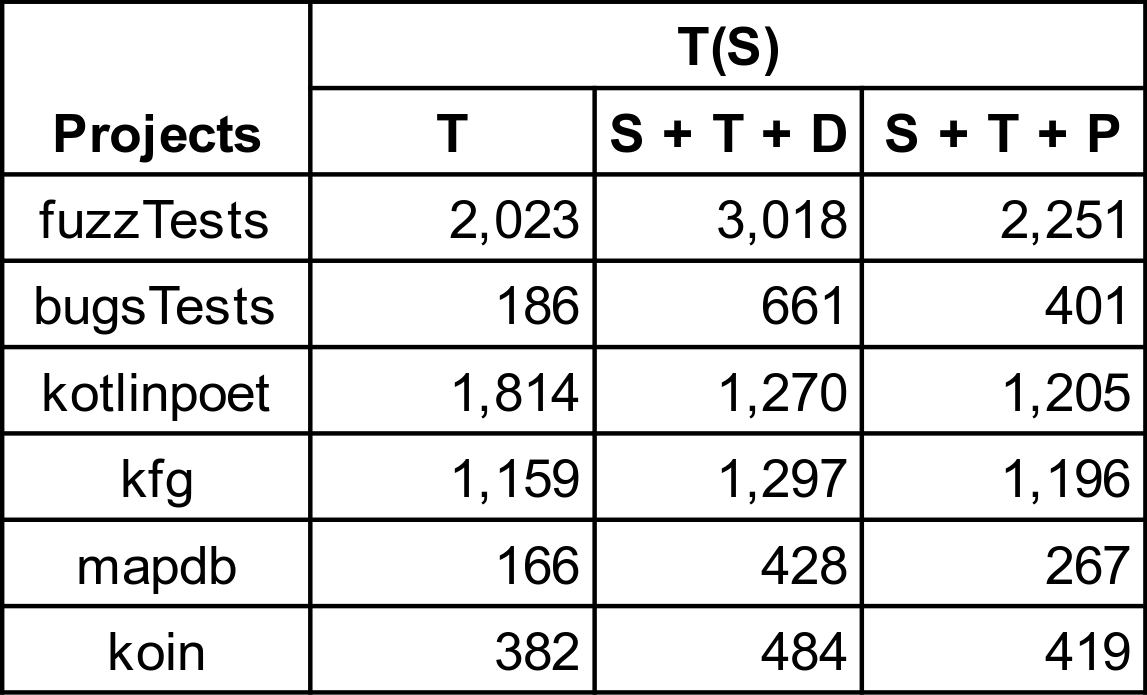 T(S)
Projects T S + T + D S + T + P
fuzzTests 2,023 3,018 2,251
bugsTests 186 661 401
kotlinpoet 1,814 1,270 1,205
kfg 1,159 1,297 1,196
mapdb 166 428 267
koin 382 484 419